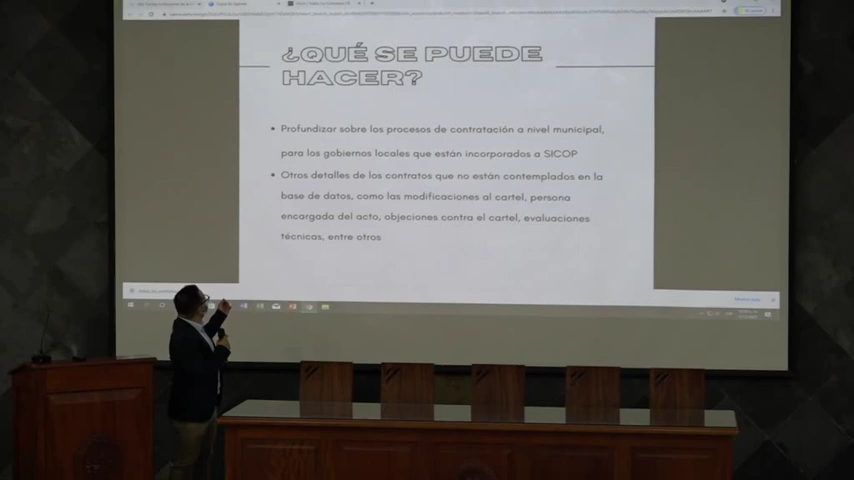 ¿QUÉ SE PUEDE
HACER?
• Profundizar sobre los procesos de contratación a nivel municipal,
para los gobiernos locales que están incorporados a SICOP
• Otros detalles de los contratos que no están contemplados en la
base de datos, como las modificaciones al cartel, persona
encargada del acto, objeciones contra el cartel, evaluaciones
técnicas, entre otros